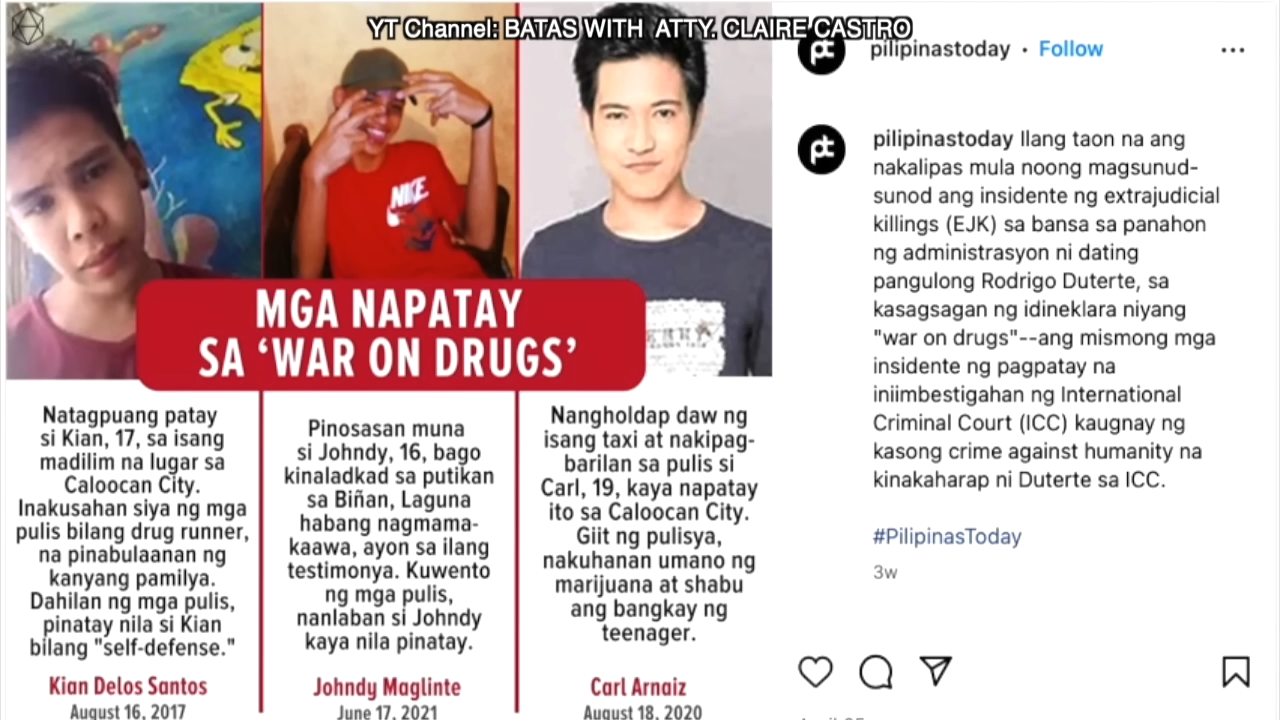 YT Channel: BATAS WITH ATTY. CLAIRE CASTRO
NIKE
MGA NAPATAY
SA ‘WAR ON DRUGS’
Natagpuang patay
si Kian, 17, sa isang
madilim na lugar sa
Caloocan City.
Inakusahan siya ng mga
pulis bilang drug runner,
na pinabulaanan ng
kanyang pamilya.
Dahilan ng mga pulis,
pinatay nila si Kian
bilang "self-defense."
Kian Delos Santos
August 16, 2017
Pinosasan muna
si Johndy, 16, bago
kinaladkad sa putikan
sa Biñan, Laguna
habang nagmama-
kaawa, ayon sa ilang
testimonya. Kuwento
ng mga pulis,
nanlaban si Johndy
kaya nila pinatay.
Johndy Maglinte
June 17, 2021
Nangholdap daw ng
isang taxi at nakipag-
barilan sa pulis si
Carl, 19, kaya napatay
ito sa Caloocan City.
Giit ng pulisya,
nakuhanan umano ng
marijuana at shabu
ang bangkay ng
teenager.
Carl Arnaiz
August 18, 2020
pilipinastoday • Follow
pilipinastoday Ilang taon na ang
nakalipas mula noong magsunud-
sunod ang insidente ng extrajudicial
killings (EJK) sa bansa sa panahon
ng administrasyon ni dating
pangulong Rodrigo Duterte, sa
kasagsagan ng idineklara niyang
"war on drugs"--ang mismong mga
insidente ng pagpatay na
iniimbestigahan ng International
Criminal Court (ICC) kaugnay ng
kasong crime against humanity na
kinakaharap ni Duterte sa ICC.
#PilipinasToday
3w